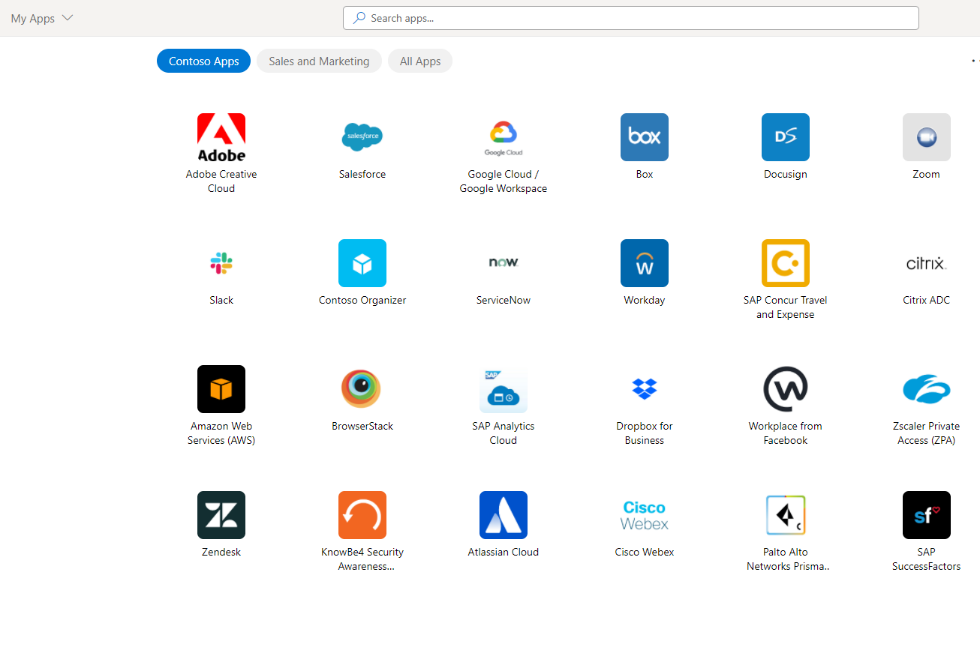 My Apps
Search apps...
Contoso Apps
Sales and Marketing
All Apps
Adobe
salesforce
Google Cloud
box
DS
Adobe Creative
Cloud
Salesforce
Google Cloud /
Google Workspace
Box
Docusign
Zoom
now
w
C
citrix.
Slack
Contoso Organizer
ServiceNow
Workday
SAP Concur Travel
and Expense
Citrix ADC
SAP
W
Amazon Web
Services (AWS)
BrowserStack
SAP Analytics
Cloud
Dropbox for
Business
Workplace from
Facebook
Zscaler Private
Access (ZPA)
Cisco
Webex
C
sf
Zendesk
KnowBe4 Security
Awareness...
Atlassian Cloud
Cisco Webex
Palto Alto
Networks Prisma..
SAP
SuccessFactors